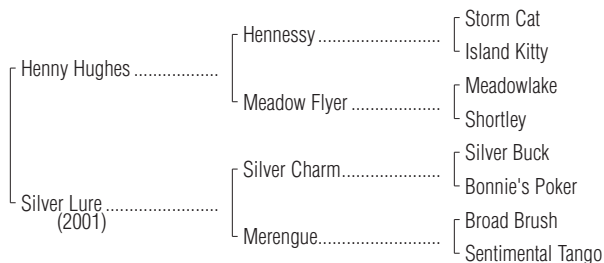 Storm Cat
Hennessy
Island Kitty
Henny Hughes
Meadowlake
Meadow Flyer
Shortley
Silver Buck
Silver Charm
Bonnie's Poker
Silver Lure
(2001)
Broad Brush
Merengue
Sentimental Tango